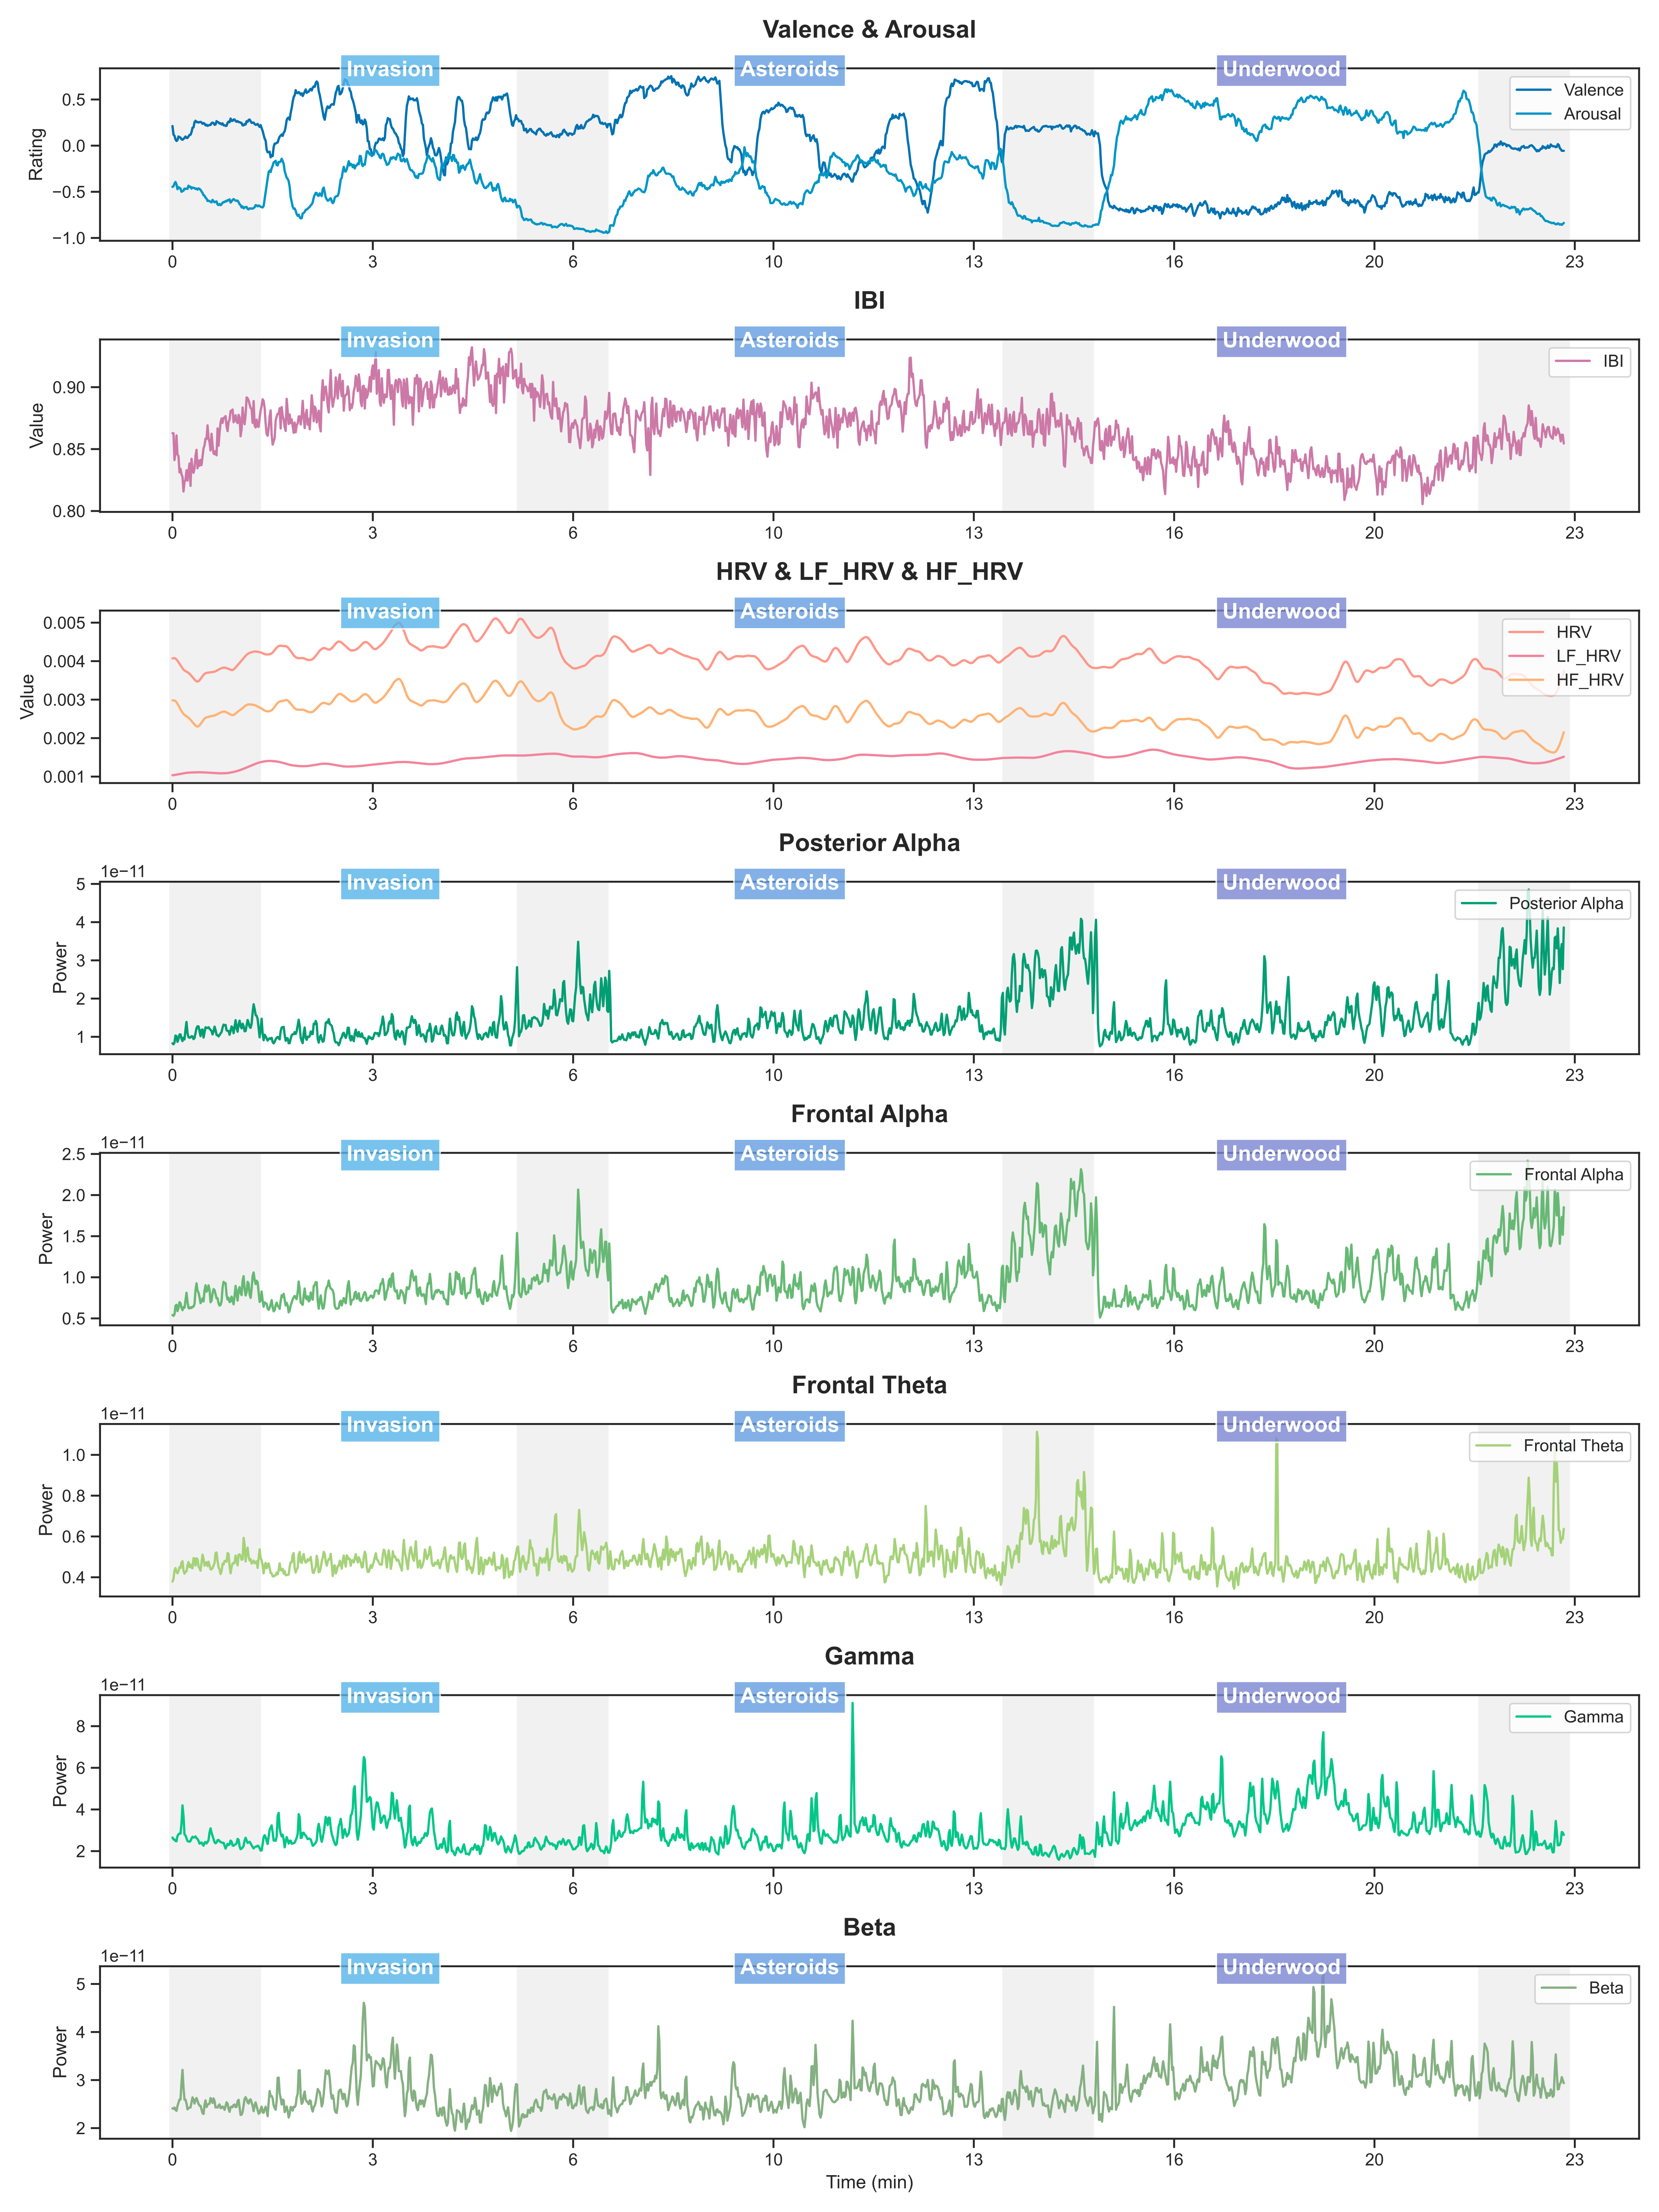 Valence & Arousal
Invasion Asteroids Underwood
Rating
0.5
0.0
−0.5
−1.0
Valence
Arousal
0 3 6 10 13 16 20 23
IBI
Invasion Asteroids Underwood
Value
0.90
0.85
0.80
IBI
0 3 6 10 13 16 20 23
HRV & LF_HRV & HF_HRV
Invasion Asteroids Underwood
Value
0.005
0.004
0.003
0.002
0.001
HRV
LF_HRV
HF_HRV
0 3 6 10 13 16 20 23
Posterior Alpha
1e−11
Invasion Asteroids Underwood
Power
5
4
3
2
1
Posterior Alpha
0 3 6 10 13 16 20 23
Frontal Alpha
1e−11
Invasion Asteroids Underwood
Power
2.5
2.0
1.5
1.0
0.5
Frontal Alpha
0 3 6 10 13 16 20 23
Frontal Theta
1e−11
Invasion Asteroids Underwood
Power
1.0
0.8
0.6
0.4
Frontal Theta
0 3 6 10 13 16 20 23
Gamma
1e−11
Invasion Asteroids Underwood
Power
8
6
4
2
Gamma
0 3 6 10 13 16 20 23
Beta
1e−11
Invasion Asteroids Underwood
Power
5
4
3
2
Beta
0 3 6 10 13 16 20 23
Time (min)